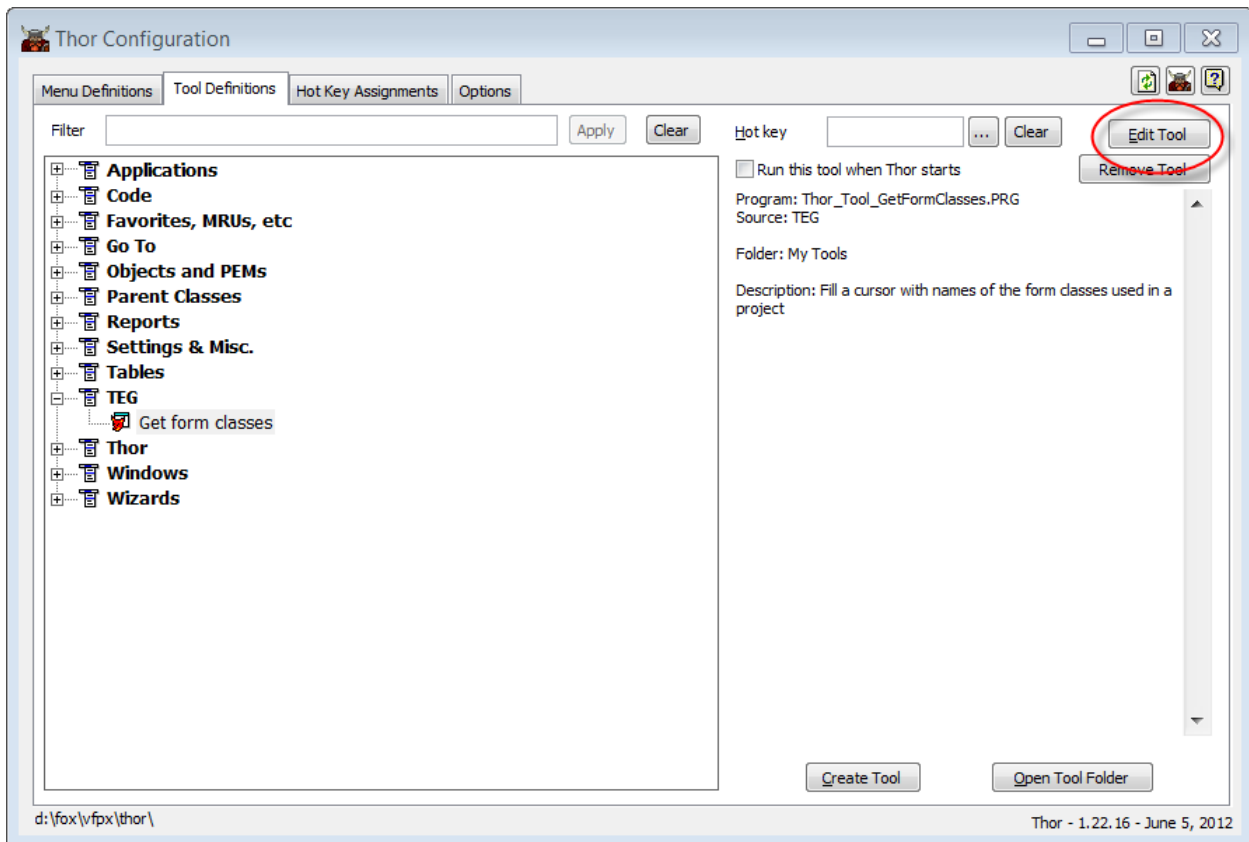 Thor Configuration
Menu Definitions
Tool Definitions
Hot Key Assignments
Options
Filter
Apply
Clear
Hot key
...
Clear
Edit Tool
Run this tool when Thor starts
Remove Tool
Applications
Code
Favorites, MRUs, etc
Go To
Objects and PEMs
Parent Classes
Reports
Settings & Misc.
Tables
TEG
Get form classes
Thor
Windows
Wizards
Program: Thor_Tool_GetFormClasses.PRG
Source: TEG
Folder: My Tools
Description: Fill a cursor with names of the form classes used in a
project
Create Tool
Open Tool Folder
d:\fox\vfpx\thor\
Thor - 1.22.16 - June 5, 2012